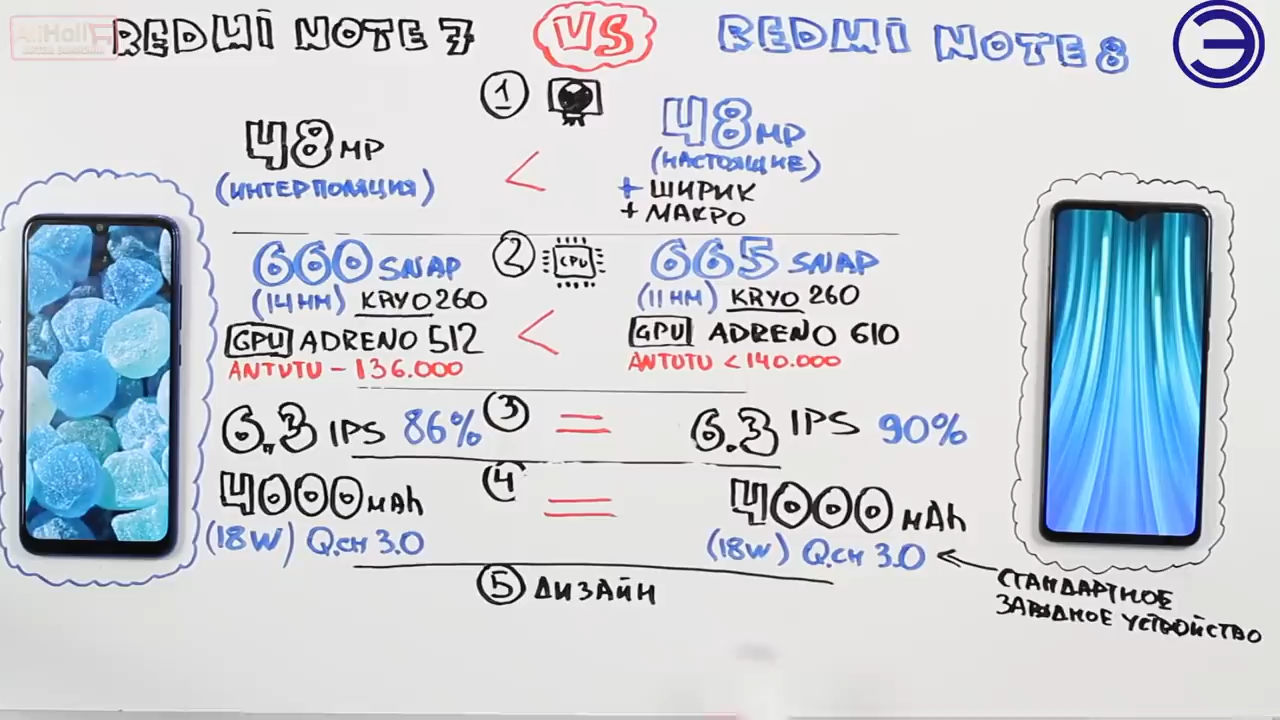 AliHall
REDMI NOTE 7 VS REDMI NOTE 8
Э
1
48 MP < 48 MP
(ИНТЕРПОЛЯЦИЯ) (НАСТОЯЩИЕ)
+ ШИРИК
+ МАКРО
2 CPU
660 SNAP 665 SNAP
(14 НМ) KRYO 260 (11 НМ) KRYO 260
GPU ADRENO 512 < GPU ADRENO 610
ANTUTU - 136.000 ANTUTU < 140.000
3
6.3 IPS 86% = 6.3 IPS 90%
4
4000 мАh = 4000 мАh
(18W) Q.CH 3.0 (18W) Q.CH 3.0
СТАНДАРТНОЕ
ЗАРЯДНОЕ УСТРОЙСТВО
5 ДИЗАЙН